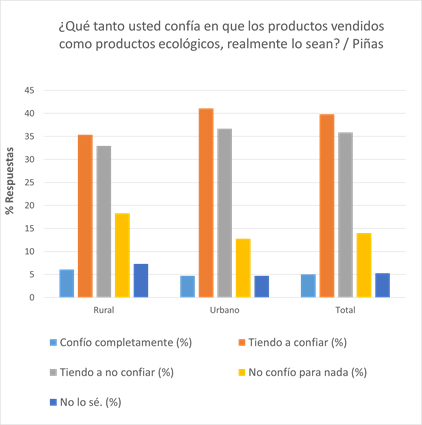 ¿Qué tanto usted confía en que los productos vendidos
como productos ecológicos, realmente lo sean? / Piñas
% Respuestas
45
40
35
30
25
20
15
10
5
0
Rural
Urbano
Total
Confío completamente (%)
Tiendo a confiar (%)
Tiendo a no confiar (%)
No confío para nada (%)
No lo sé. (%)